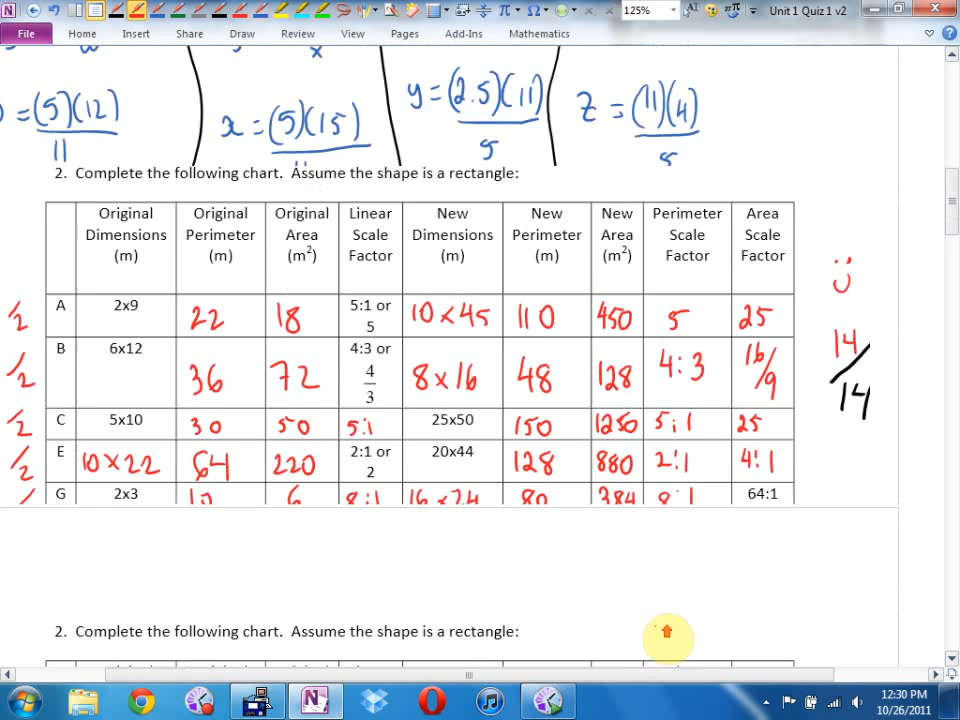 125%
Unit 1 Quiz 1 v2
File Home Insert Share Draw Review View Pages Add-Ins Mathematics
= (5)(12)
11
x = (5)(15)
y = (2.5)(11)
5
z = (11)(4)
2. Complete the following chart. Assume the shape is a rectangle:
Original Dimensions (m) Original Perimeter (m) Original Area (m²) Linear Scale Factor New Dimensions (m) New Perimeter (m) New Area (m²) Perimeter Scale Factor Area Scale Factor
/2 A 2x9 22 18 5:1 or 5 10 x 45 110 450 5 25
/2 B 6x12 36 72 4:3 or 4/3 8 x 16 48 128 4:3 16/9
14/14
/2 C 5x10 30 50 5:1 25x50 150 1250 5:1 25
/2 E 10 x 22 64 220 2:1 or 2 20x44 128 880 2:1 4:1
G 2x3 10 6 8:1 16 x 24 80 384 8:1 64:1
2. Complete the following chart. Assume the shape is a rectangle:
12:30 PM
10/26/2011